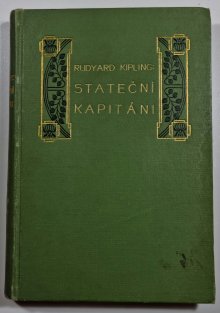 RUDYARD KIPLING:
STATEČNÍ
KAPITÁNI